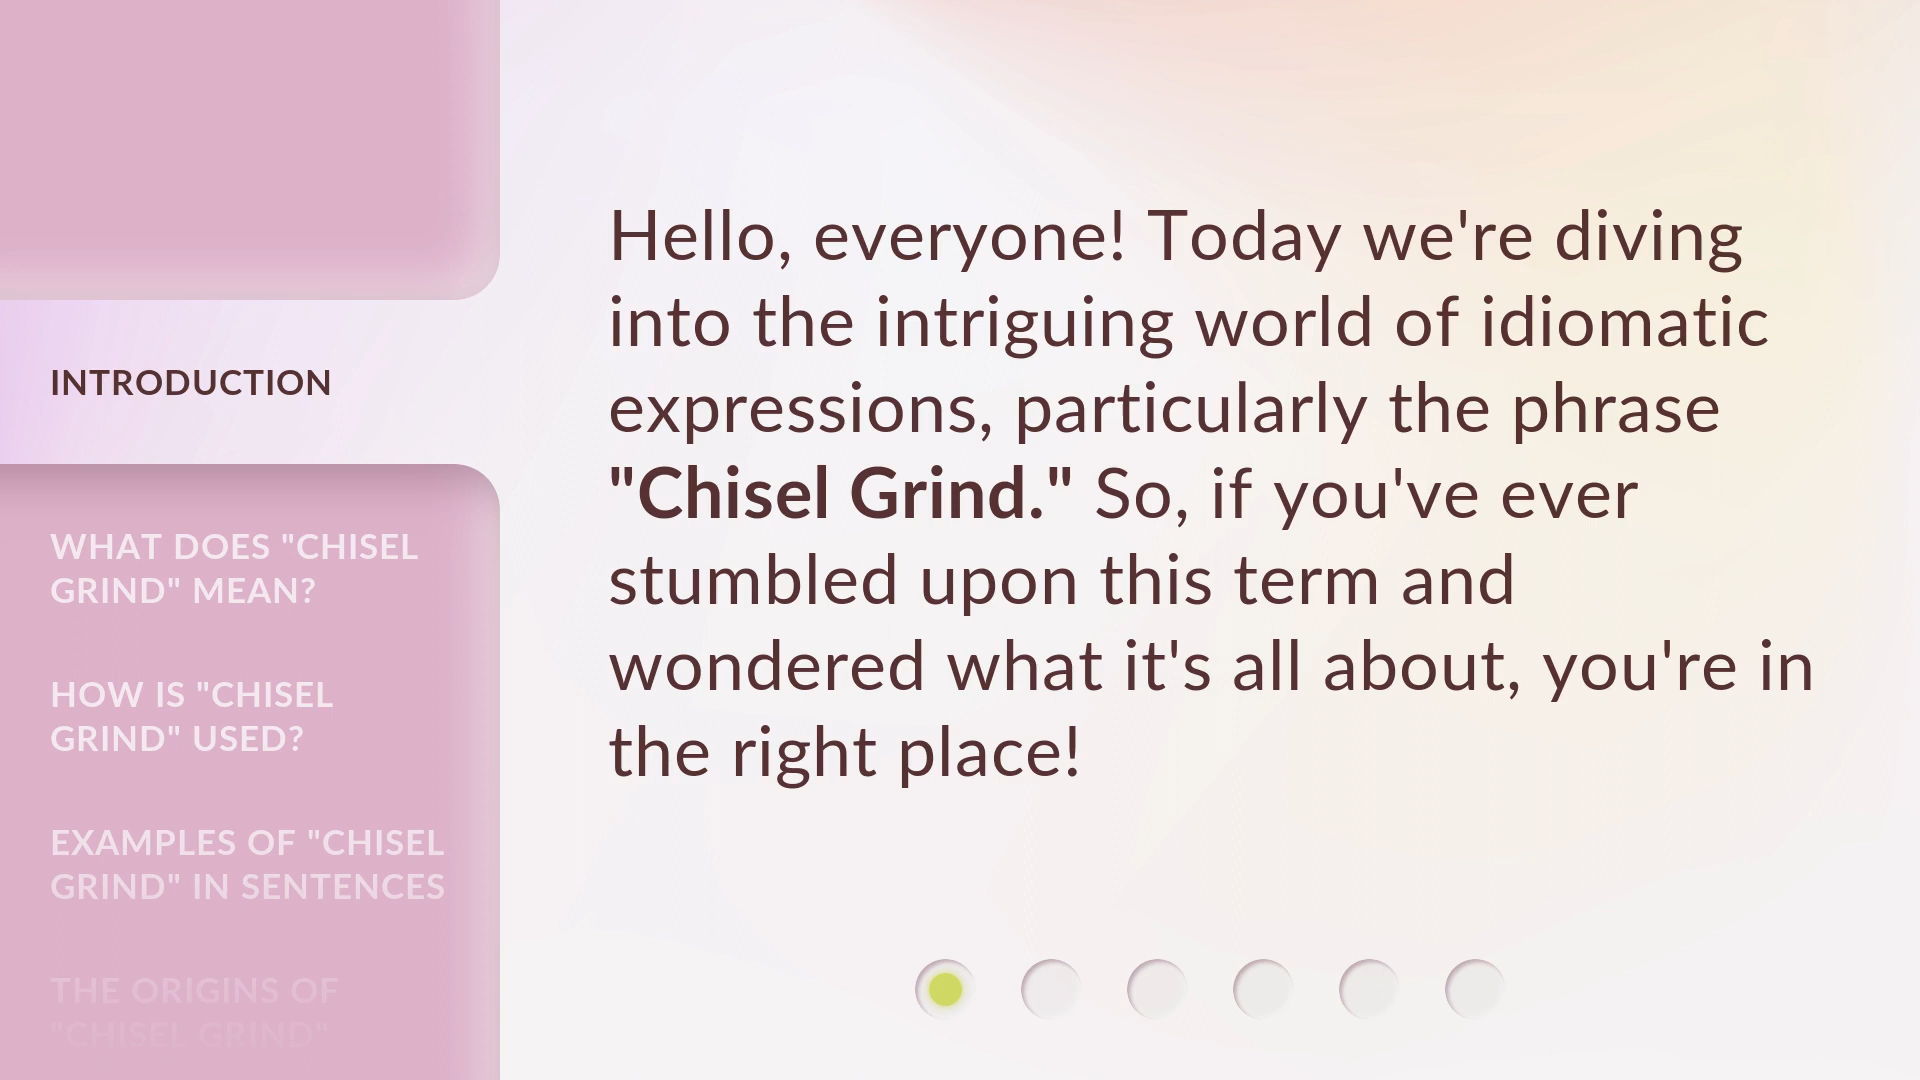 INTRODUCTION
WHAT DOES "CHISEL
GRIND" MEAN?
HOW IS "CHISEL
GRIND" USED?
EXAMPLES OF "CHISEL
GRIND" IN SENTENCES
THE ORIGINS OF
"CHISEL GRIND"
Hello, everyone! Today we're diving
into the intriguing world of idiomatic
expressions, particularly the phrase
"Chisel Grind." So, if you've ever
stumbled upon this term and
wondered what it's all about, you're in
the right place!